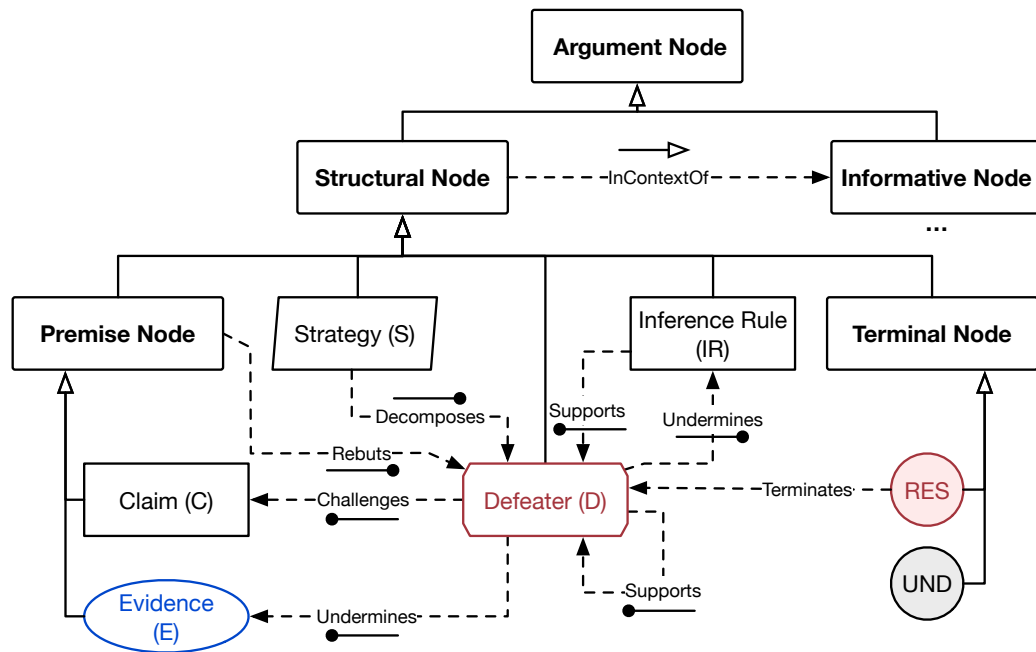 Argument Node
Structural Node
InContextOf
Informative Node
...
Premise Node
Strategy (S)
Inference Rule
(IR)
Terminal Node
Decomposes
Supports
Undermines
Rebuts
Claim (C)
Challenges
Defeater (D)
Terminates
RES
Evidence
(E)
Undermines
Supports
UND